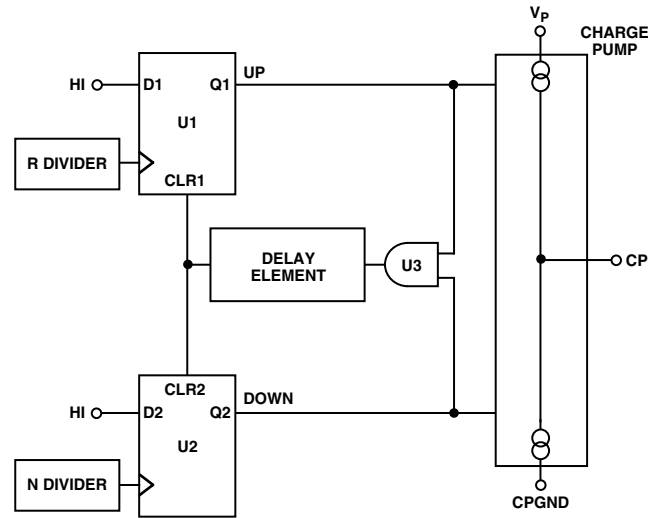 V_P
CHARGE
PUMP
HI
D1
Q1
UP
U1
R DIVIDER
CLR1
DELAY
ELEMENT
U3
CP
CLR2
HI
D2
Q2
DOWN
U2
N DIVIDER
CPGND